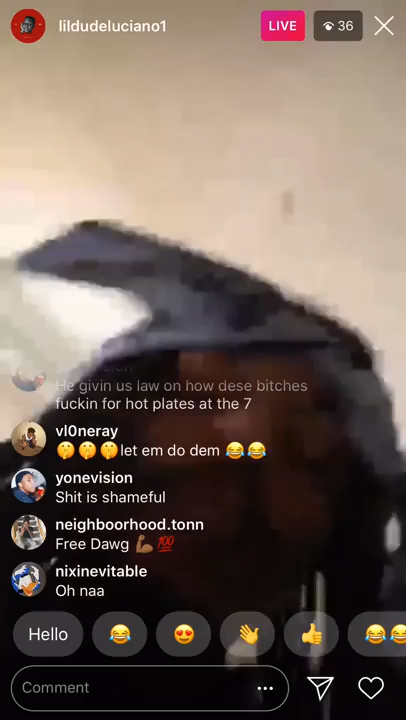 lildudeluciano1
LIVE
36
He givin us law on how dese bitches
fuckin for hot plates at the 7
vl0neray
🤫🤫🤫let em do dem 😂😂
yonevision
Shit is shameful
neighboorhood.tonn
Free Dawg 💪🏾💯
nixinevitable
Oh naa
Hello 😂 😍 👋 👍 😂😂
Comment